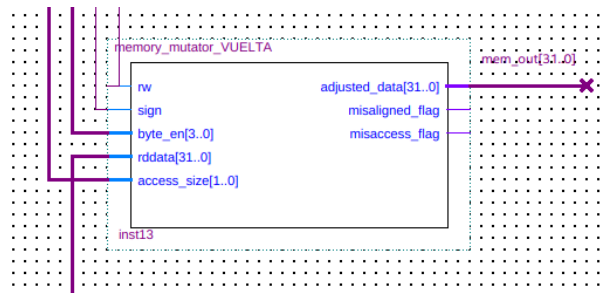 memory_mutator_VUELTA
mem_out[31..0]
rw
adjusted_data[31..0]
sign
misaligned_flag
byte_en[3..0]
misaccess_flag
rddata[31..0]
access_size[1..0]
inst13